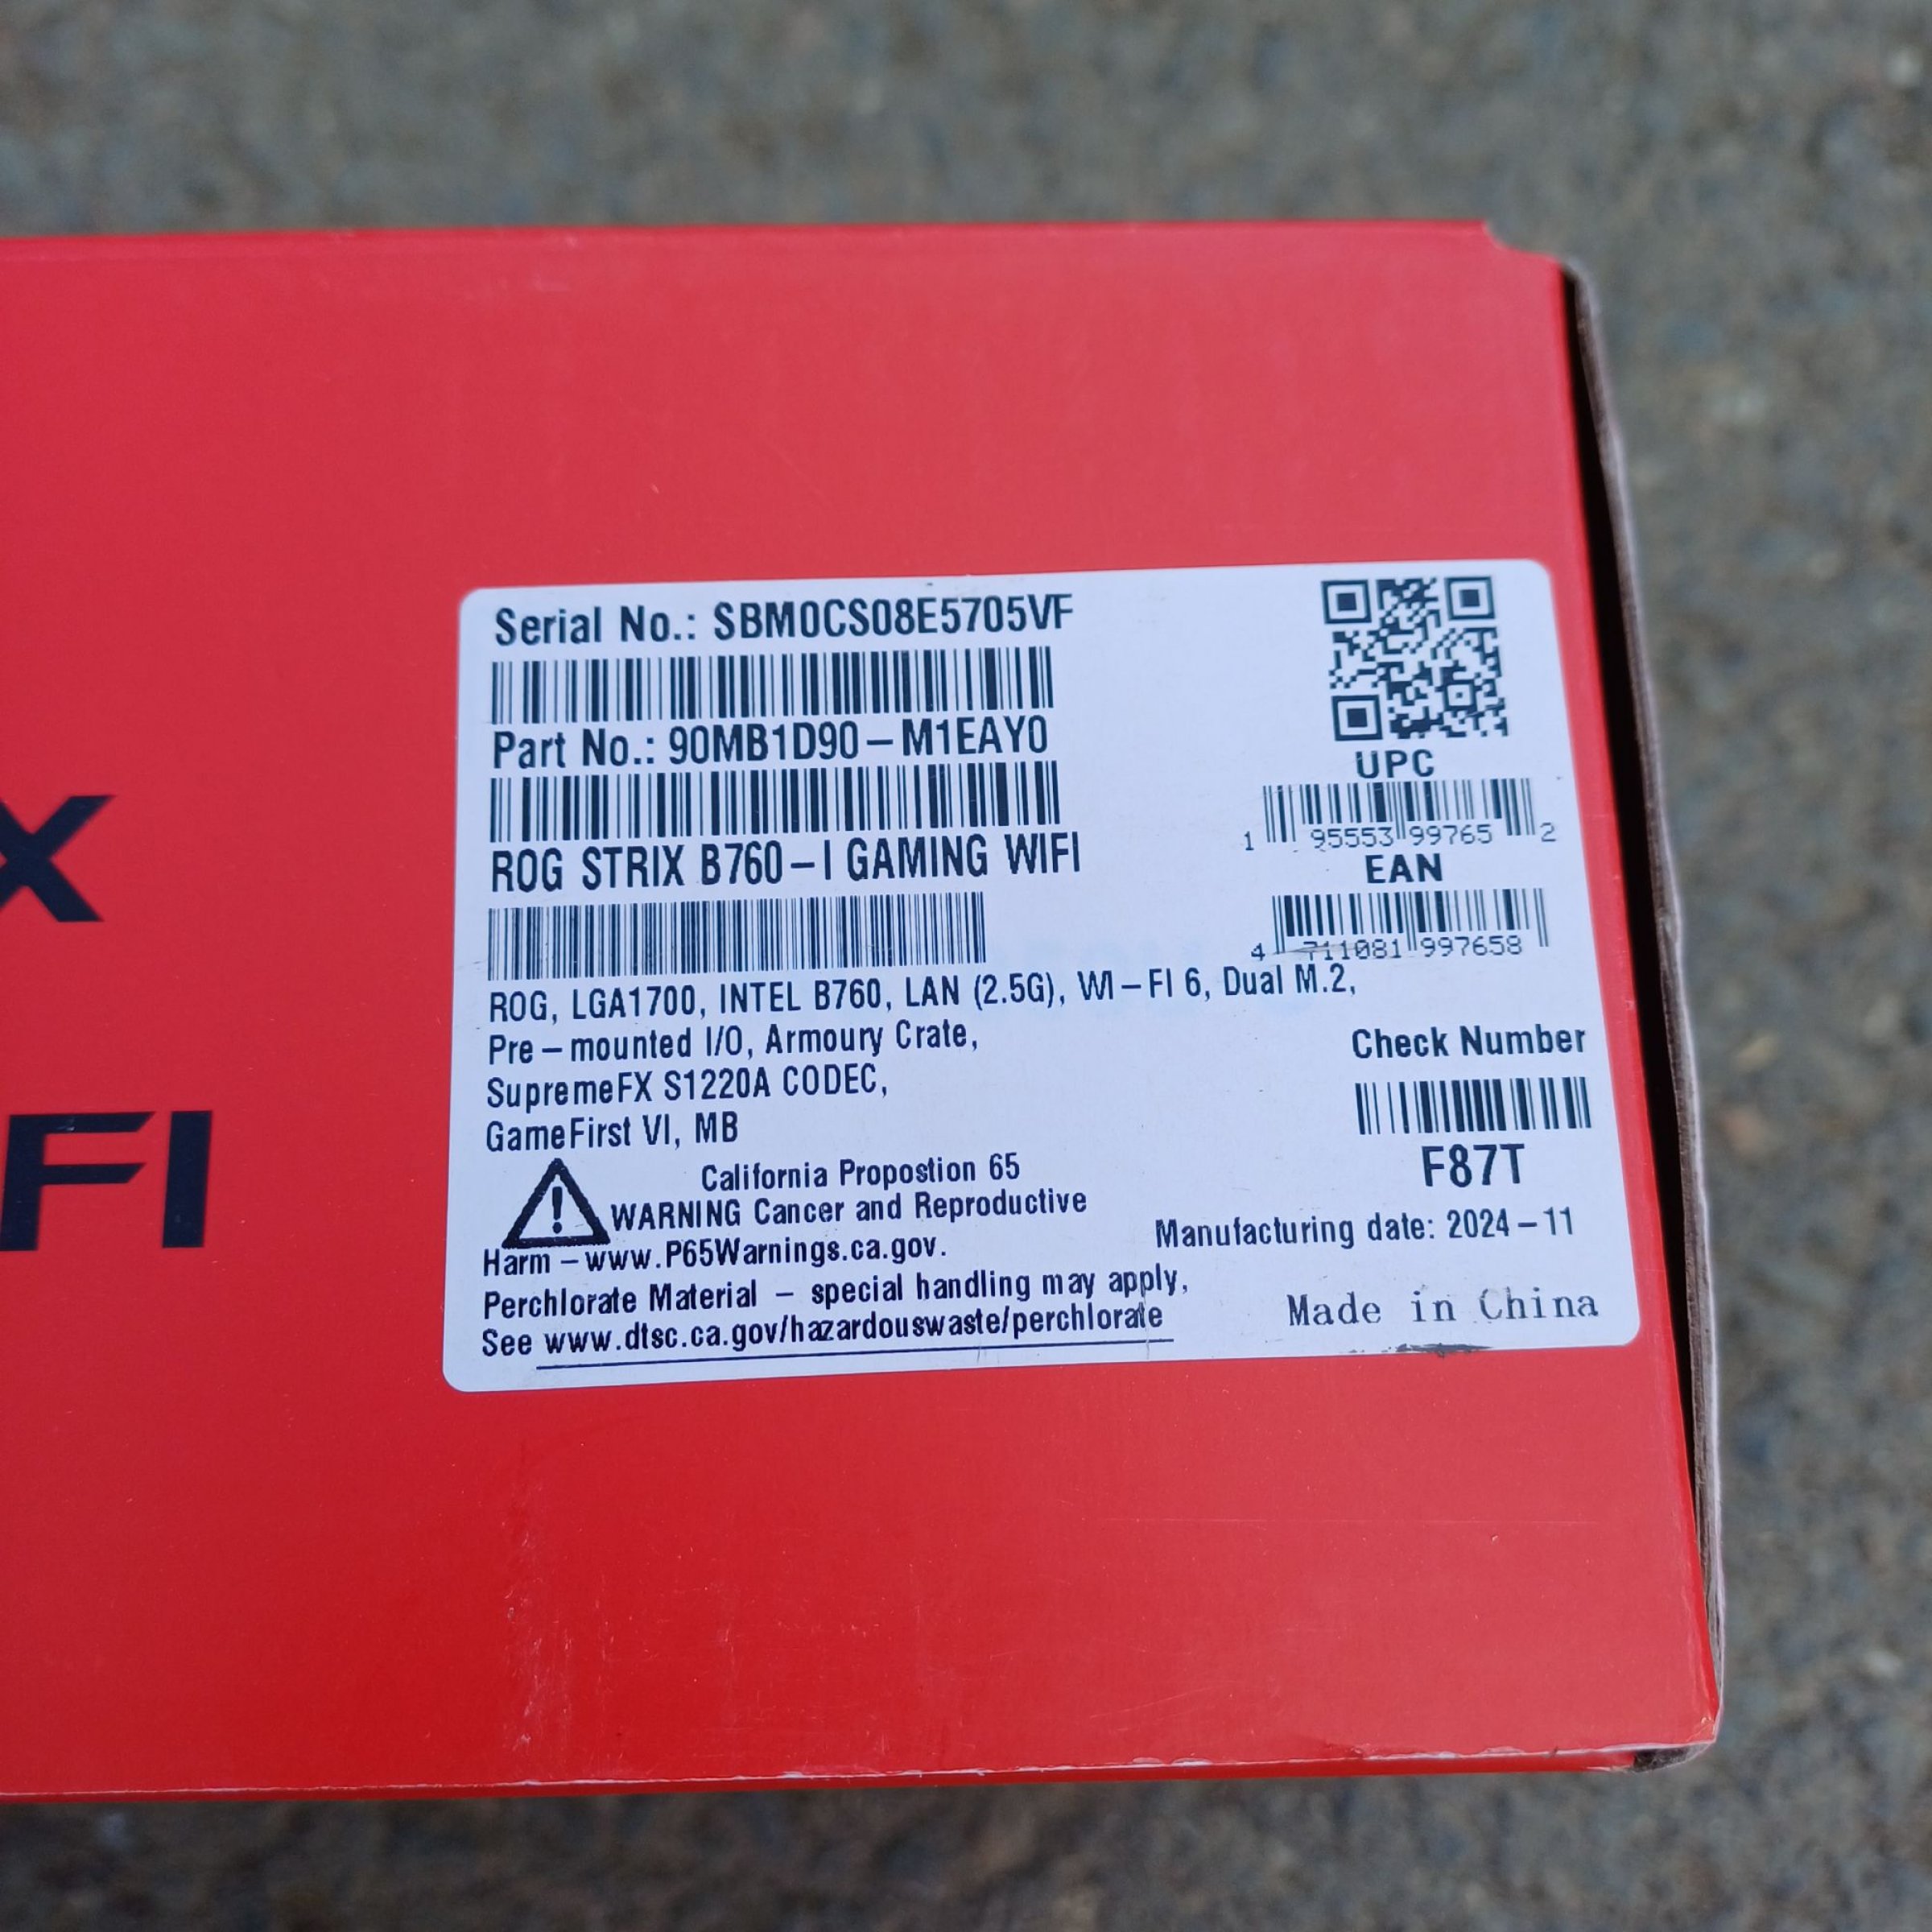 X
FI
Serial No.: SBM0CS08E5705VF
Part No.: 90MB1D90-M1EAY0
ROG STRIX B760-I GAMING WIFI
UPC
1 95553 99765 2
EAN
4 711081 997658
ROG, LGA1700, INTEL B760, LAN (2.5G), WI-FI 6, Dual M.2,
Pre-mounted I/O, Armoury Crate,
SupremeFX S1220A CODEC,
GameFirst VI, MB
Check Number
F87T
California Propostion 65
WARNING Cancer and Reproductive
Harm-www.P65Warnings.ca.gov.
Perchlorate Material - special handling may apply,
See www.dtsc.ca.gov/hazardouswaste/perchlorate
Manufacturing date: 2024-11
Made in China